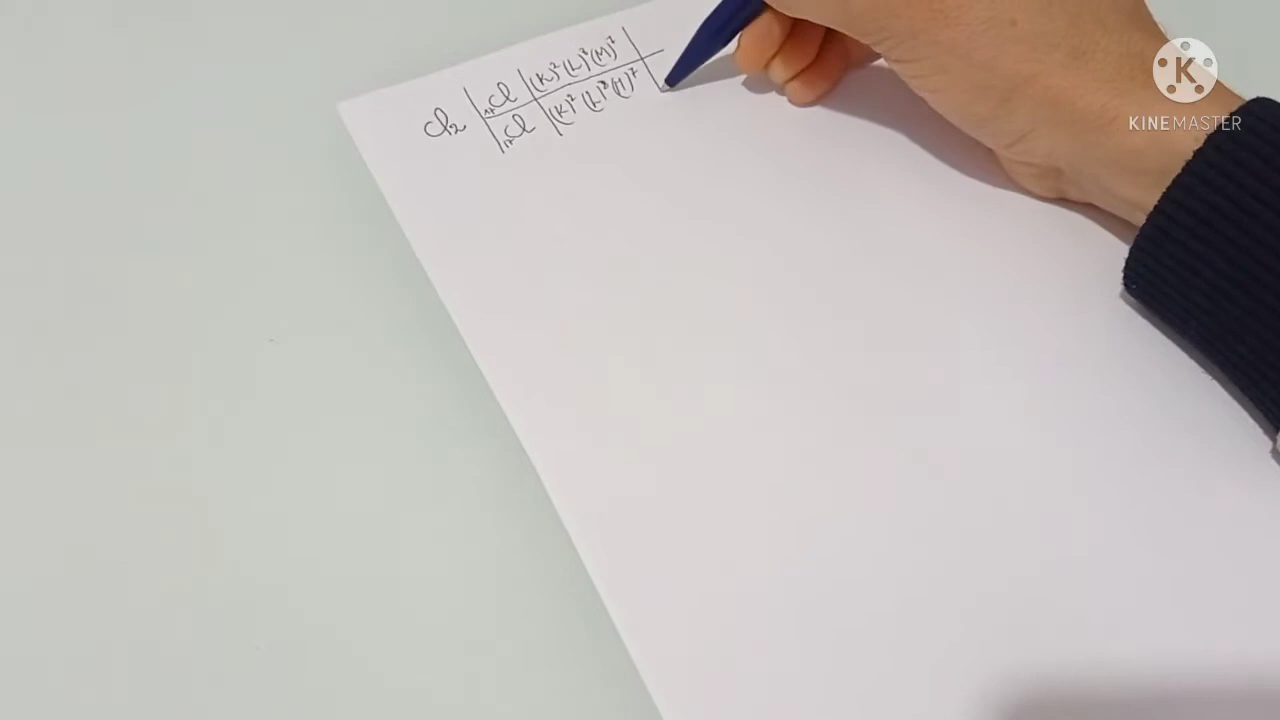 Cl₂ | ₁₇Cl | (K)² (L)⁸ (M)⁷ |
| ₁₇Cl | (K)² (L)⁸ (M)⁷ |
K
KINEMASTER